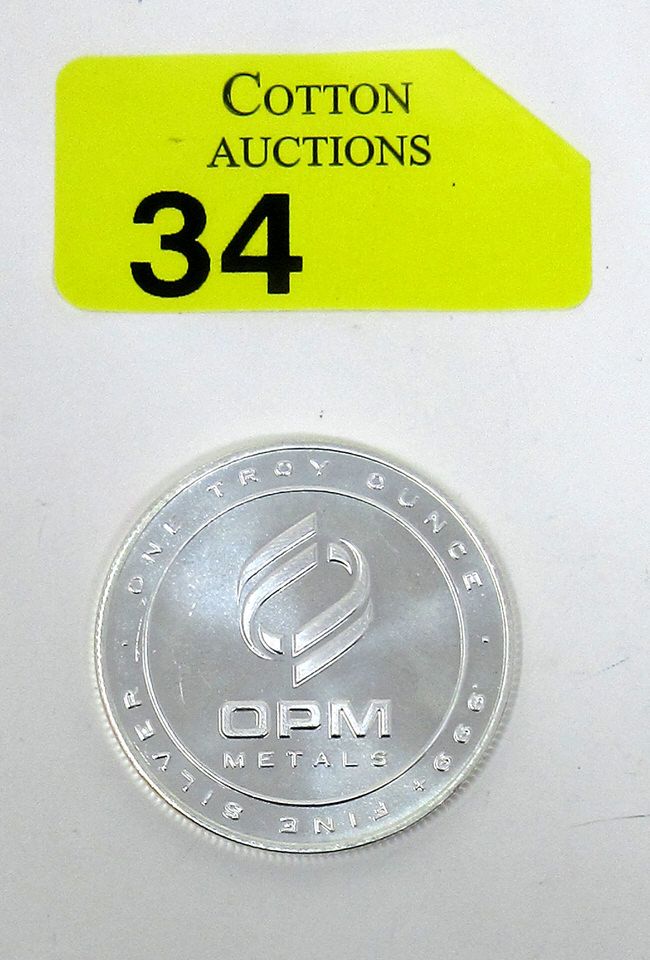 COTTON
AUCTIONS
34
ONE TROY OUNCE
OPM
METALS
.999+ FINE SILVER